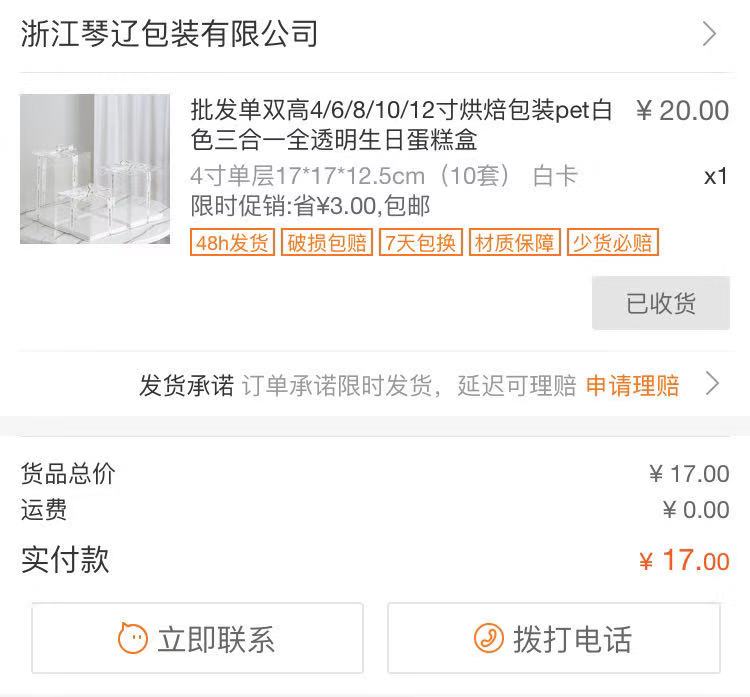 浙江琴辽包装有限公司
批发单双高4/6/8/10/12寸烘焙包装pet白 ¥20.00
色三合一全透明生日蛋糕盒
4寸单层17*17*12.5cm（10套） 白卡 x1
限时促销:省¥3.00,包邮
48h发货 破损包赔 7天包换 材质保障 少货必赔
已收货
发货承诺 订单承诺限时发货，延迟可理赔 申请理赔
货品总价 ¥17.00
运费 ¥0.00
实付款 ¥17.00
立即联系 拨打电话